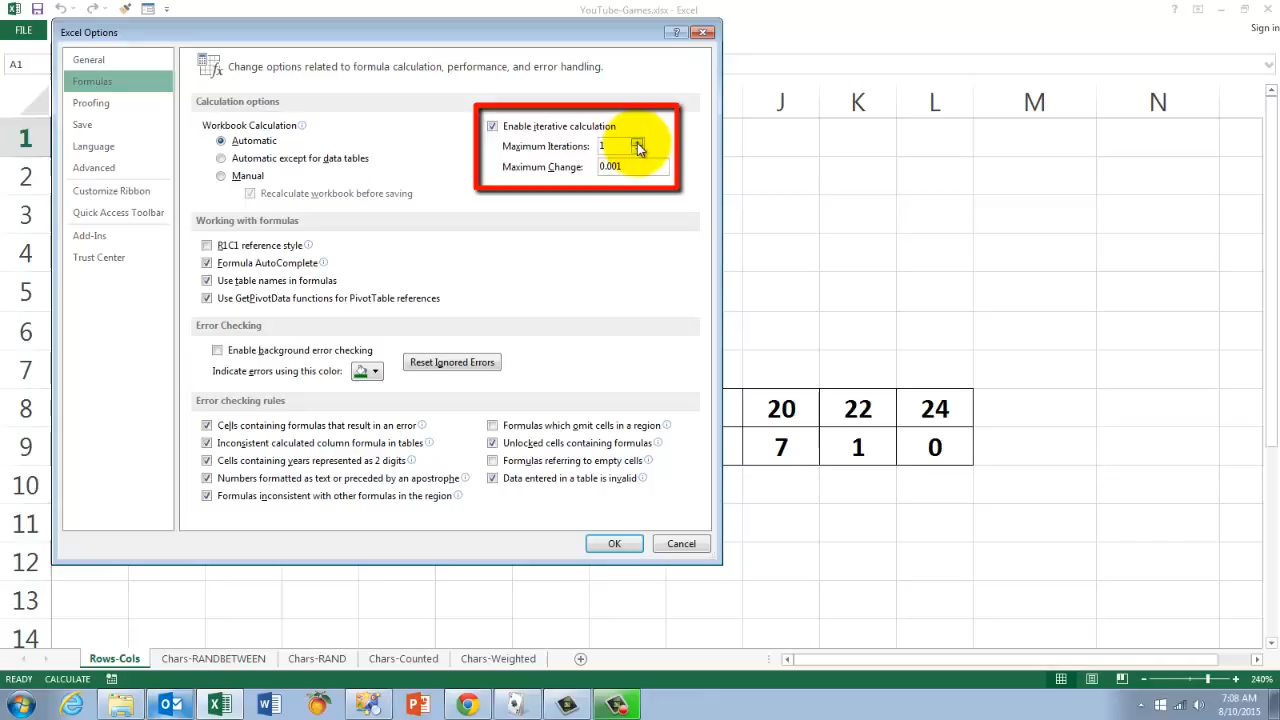 YouTube-Games.xlsx - Excel
FILE
Sign in
A1
Excel Options
General
Formulas
Proofing
Save
Language
Advanced
Customize Ribbon
Quick Access Toolbar
Add-Ins
Trust Center
Change options related to formula calculation, performance, and error handling.
Calculation options
Workbook Calculation
Automatic
Automatic except for data tables
Manual
Recalculate workbook before saving
Enable iterative calculation
Maximum Iterations: 1
Maximum Change: 0.001
Working with formulas
R1C1 reference style
Formula AutoComplete
Use table names in formulas
Use GetPivotData functions for PivotTable references
Error Checking
Enable background error checking
Indicate errors using this color:
Reset Ignored Errors
Error checking rules
Cells containing formulas that result in an error
Inconsistent calculated column formula in tables
Cells containing years represented as 2 digits
Numbers formatted as text or preceded by an apostrophe
Formulas inconsistent with other formulas in the region
Formulas which omit cells in a region
Unlocked cells containing formulas
Formulas referring to empty cells
Data entered in a table is invalid
OK Cancel
J K L M N
1
2
3
4
5
6
7
8 20 22 24
9 7 1 0
10
11
12
13
14
Rows-Cols Chars-RANDBETWEEN Chars-RAND Chars-Counted Chars-Weighted
READY CALCULATE 240%
7:08 AM
8/10/2015